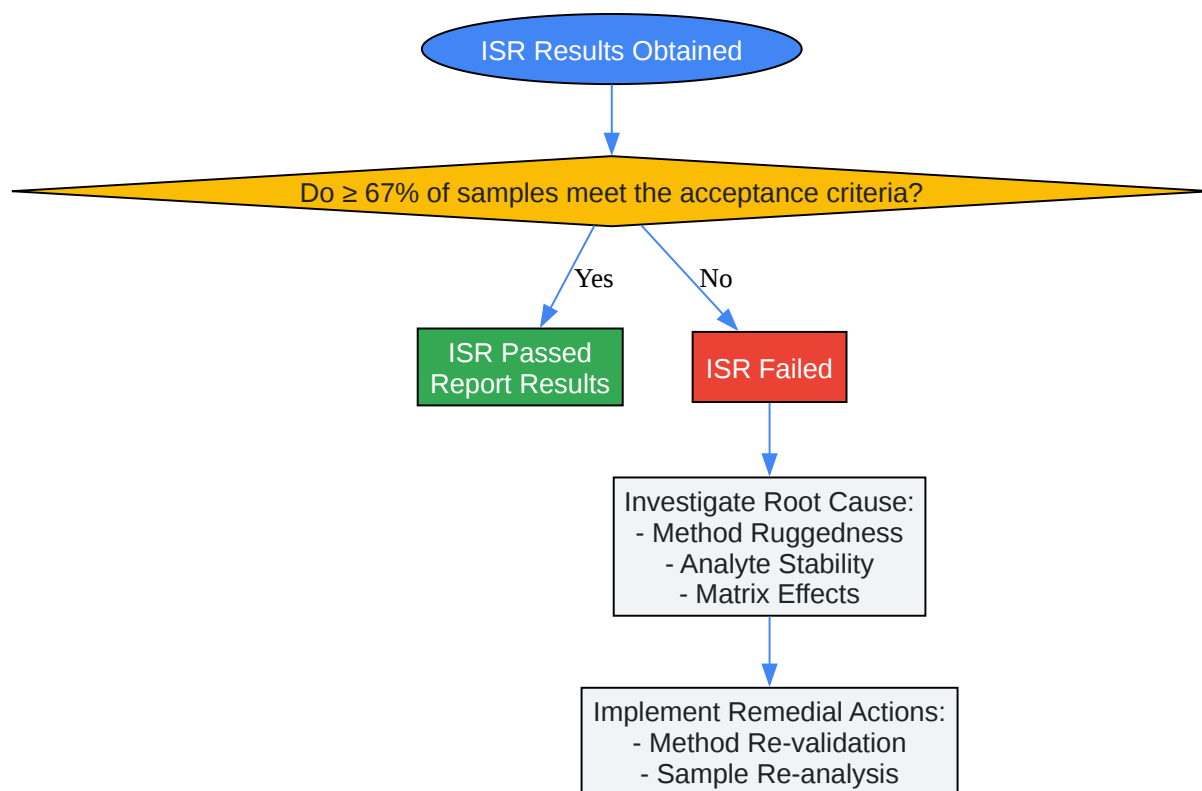 ISR Results Obtained
Do ≥ 67% of samples meet the acceptance criteria?
Yes
No
ISR Passed
Report Results
ISR Failed
Investigate Root Cause:
- Method Ruggedness
- Analyte Stability
- Matrix Effects
Implement Remedial Actions:
- Method Re-validation
- Sample Re-analysis